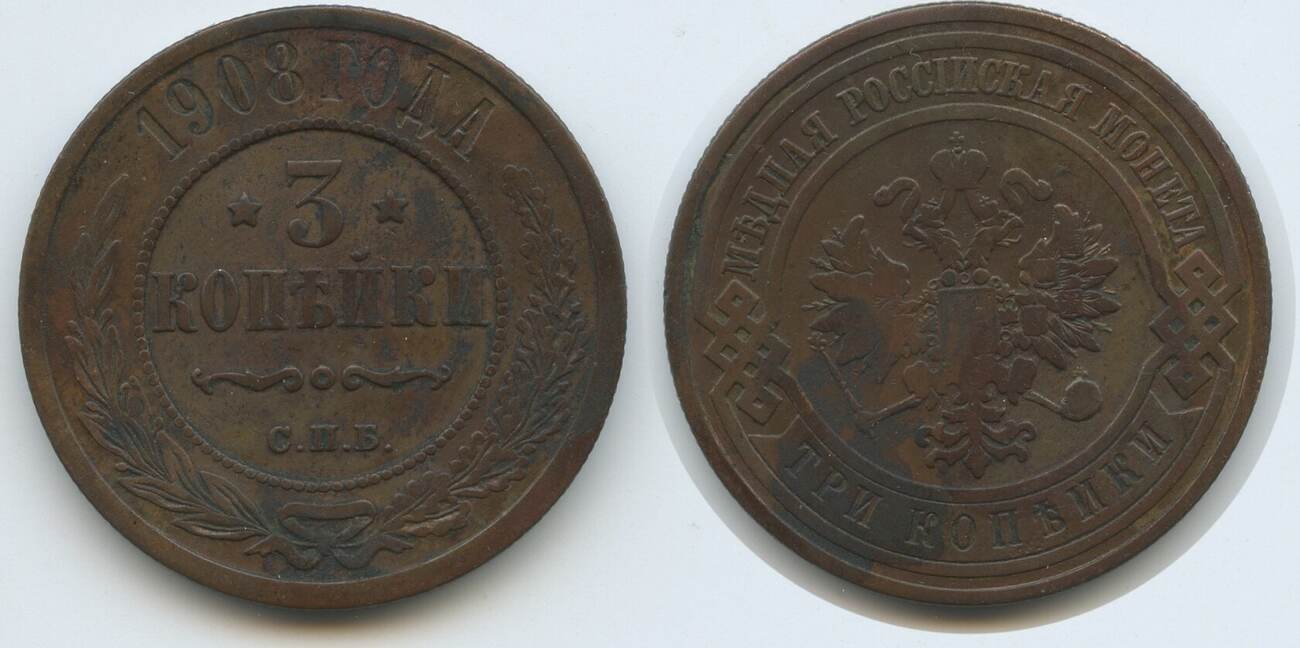 1908 ГОДА
3
КОПѢЙКИ
С.П.Б.
МѢДНАЯ РОССІЙСКАЯ МОНЕТА
ТРИ КОПѢЙКИ